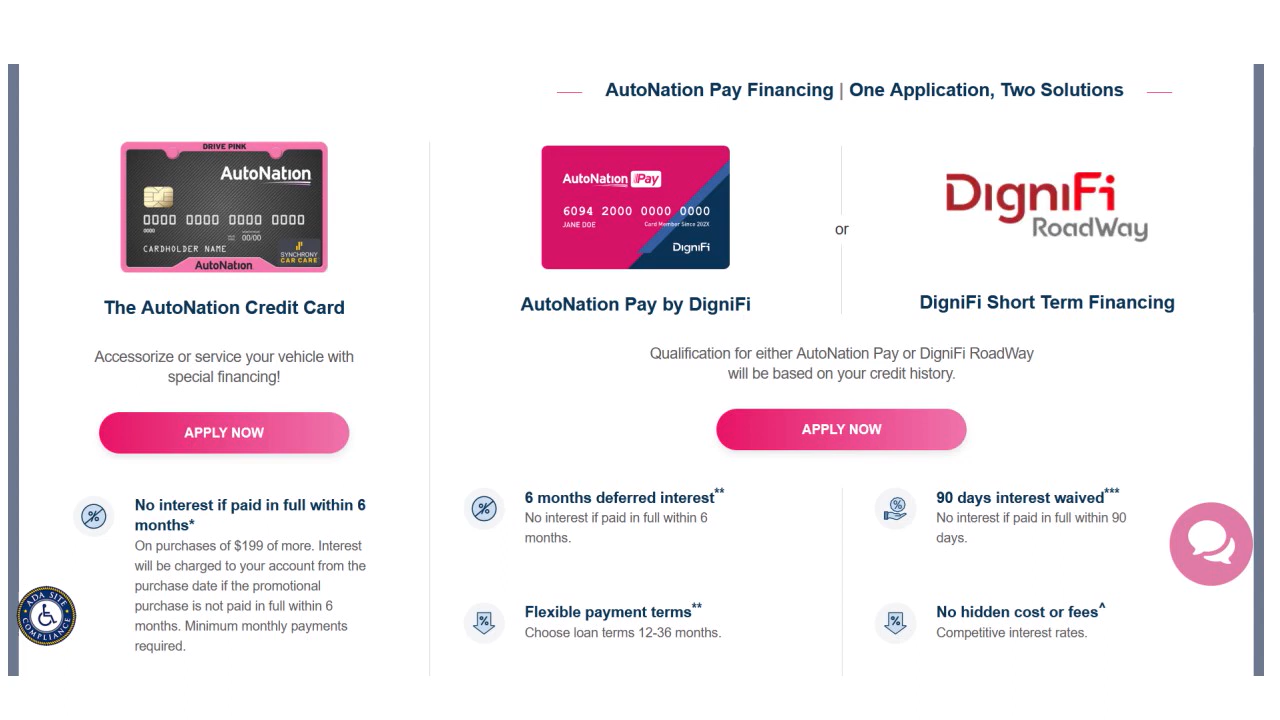 AutoNation Pay Financing | One Application, Two Solutions
DRIVE PINK
AutoNation
0000 0000 0000 0000
0000
00/00
CARDHOLDER NAME
SYNCHRONY
CAR CARE
AutoNation
The AutoNation Credit Card
Accessorize or service your vehicle with
special financing!
APPLY NOW
No interest if paid in full within 6
months*
On purchases of $199 of more. Interest
will be charged to your account from the
purchase date if the promotional
purchase is not paid in full within 6
months. Minimum monthly payments
required.
AutoNation Pay
6094 2000 0000 0000
JANE DOE Card Member Since 202X
DigniFi
AutoNation Pay by DigniFi
or
DigniFi
RoadWay
DigniFi Short Term Financing
Qualification for either AutoNation Pay or DigniFi RoadWay
will be based on your credit history.
APPLY NOW
6 months deferred interest**
No interest if paid in full within 6
months.
Flexible payment terms**
Choose loan terms 12-36 months.
90 days interest waived***
No interest if paid in full within 90
days.
No hidden cost or fees^
Competitive interest rates.
ADA SITE
COMPLIANCE